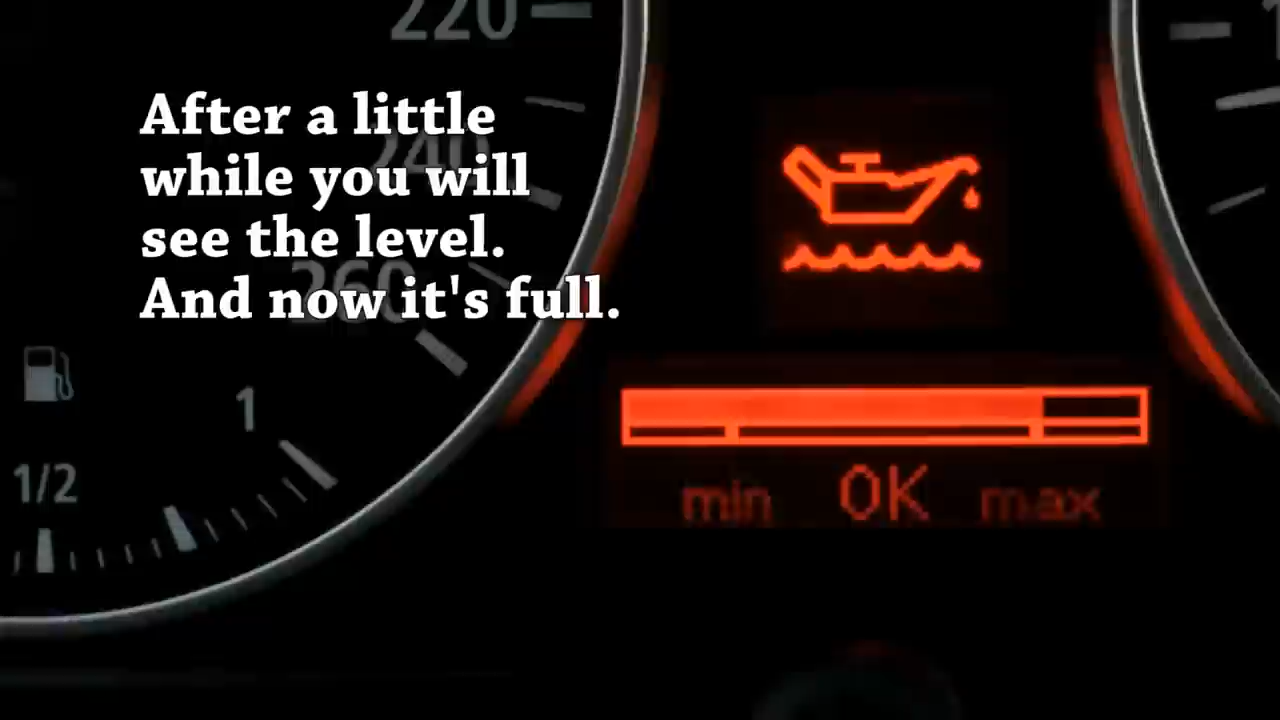 220
After a little
while you will
240
see the level.
260
And now it's full.
1
1/2
min OK max